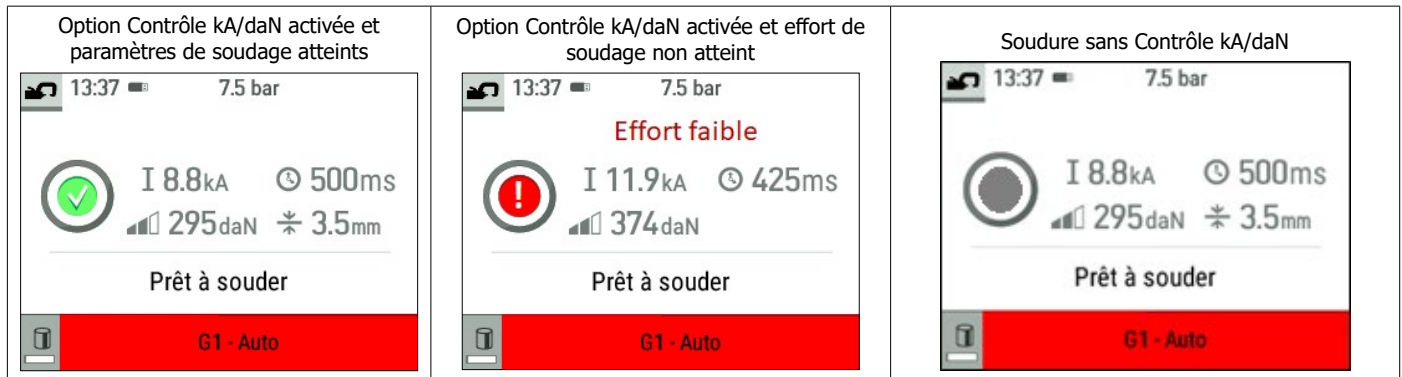 Option Contrôle kA/daN activée et
paramètres de soudage atteints
13:37 7.5 bar
I 8.8kA 500ms
295daN 3.5mm
Prêt à souder
G1 - Auto
Option Contrôle kA/daN activée et effort de
soudage non atteint
13:37 7.5 bar
Effort faible
! I 11.9kA 425ms
374daN
Prêt à souder
G1 - Auto
Soudure sans Contrôle kA/daN
13:37 7.5 bar
I 8.8kA 500ms
295daN 3.5mm
Prêt à souder
G1 - Auto